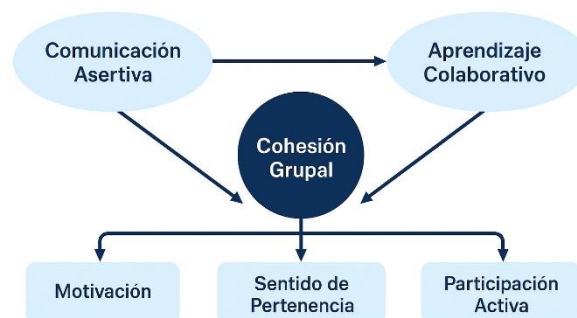 Comunicación
Asertiva
Aprendizaje
Colaborativo
Cohesión
Grupal
Motivación
Sentido de
Pertenencia
Participación
Activa